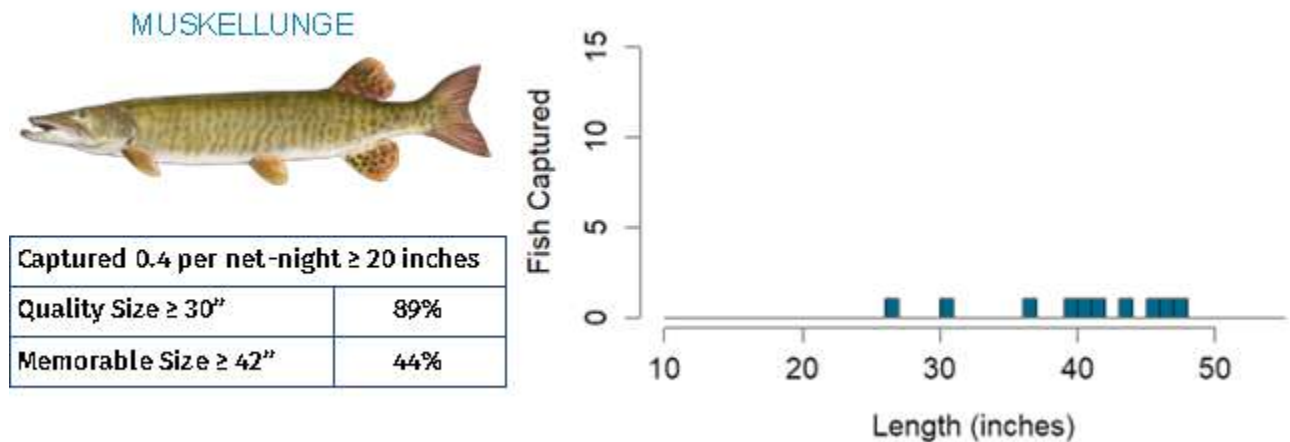 MUSKELLUNGE
Captured 0.4 per net-night ≥ 20 inches
Quality Size ≥ 30” 89%
Memorable Size ≥ 42” 44%
Fish Captured
15
10
5
0
10 20 30 40 50
Length (inches)